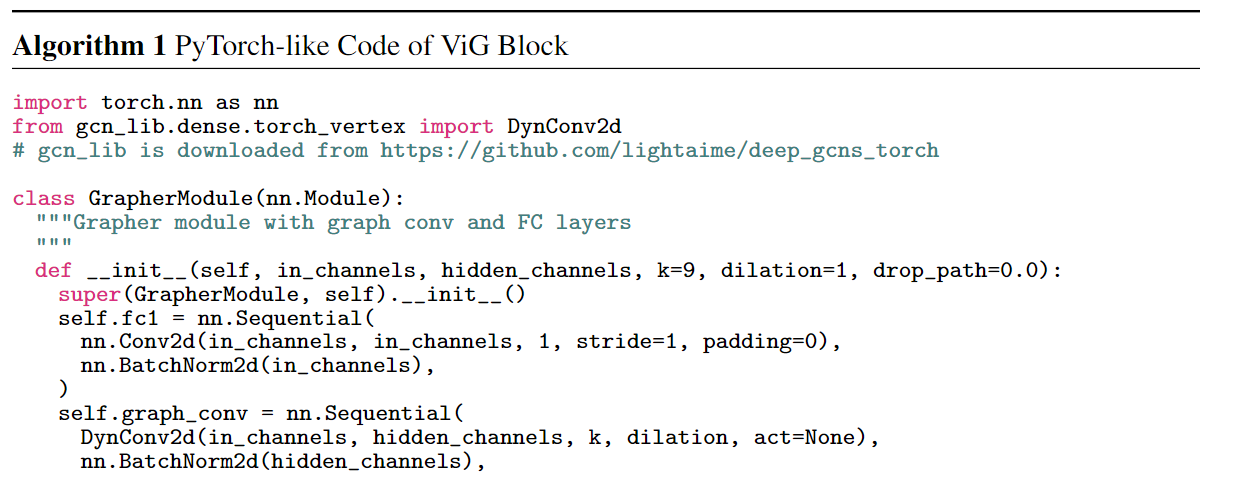 Algorithm 1 PyTorch-like Code of ViG Block
import torch.nn as nn
from gcn_lib.dense.torch_vertex import DynConv2d
# gcn_lib is downloaded from https://github.com/lightaime/deep_gcns_torch
class GrapherModule(nn.Module):
"""Grapher module with graph conv and FC layers
"""
def __init__(self, in_channels, hidden_channels, k=9, dilation=1, drop_path=0.0):
super(GrapherModule, self).__init__()
self.fc1 = nn.Sequential(
nn.Conv2d(in_channels, in_channels, 1, stride=1, padding=0),
nn.BatchNorm2d(in_channels),
)
self.graph_conv = nn.Sequential(
DynConv2d(in_channels, hidden_channels, k, dilation, act=None),
nn.BatchNorm2d(hidden_channels),